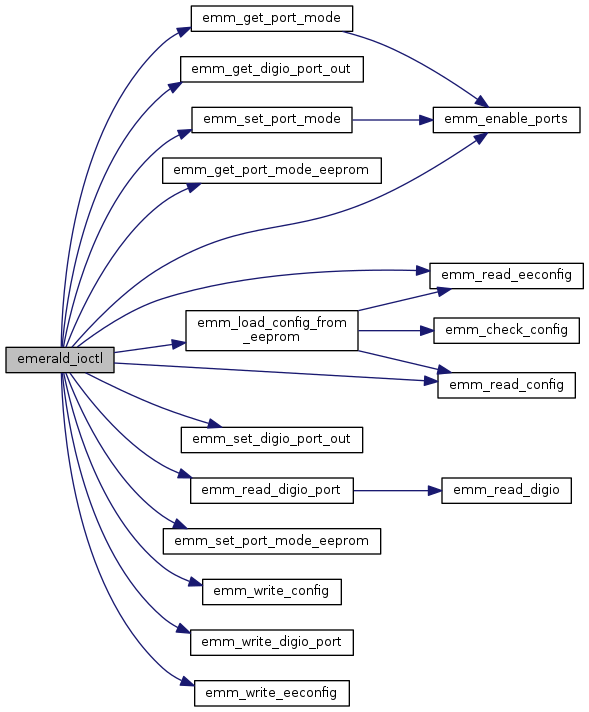 emm_get_port_mode
emm_get_digio_port_out
emm_set_port_mode
emm_enable_ports
emm_get_port_mode_eeprom
emm_read_eeconfig
emm_load_config_from
_eeprom
emm_check_config
emerald_ioctl
emm_read_config
emm_set_digio_port_out
emm_read_digio_port
emm_read_digio
emm_set_port_mode_eeprom
emm_write_config
emm_write_digio_port
emm_write_eeconfig